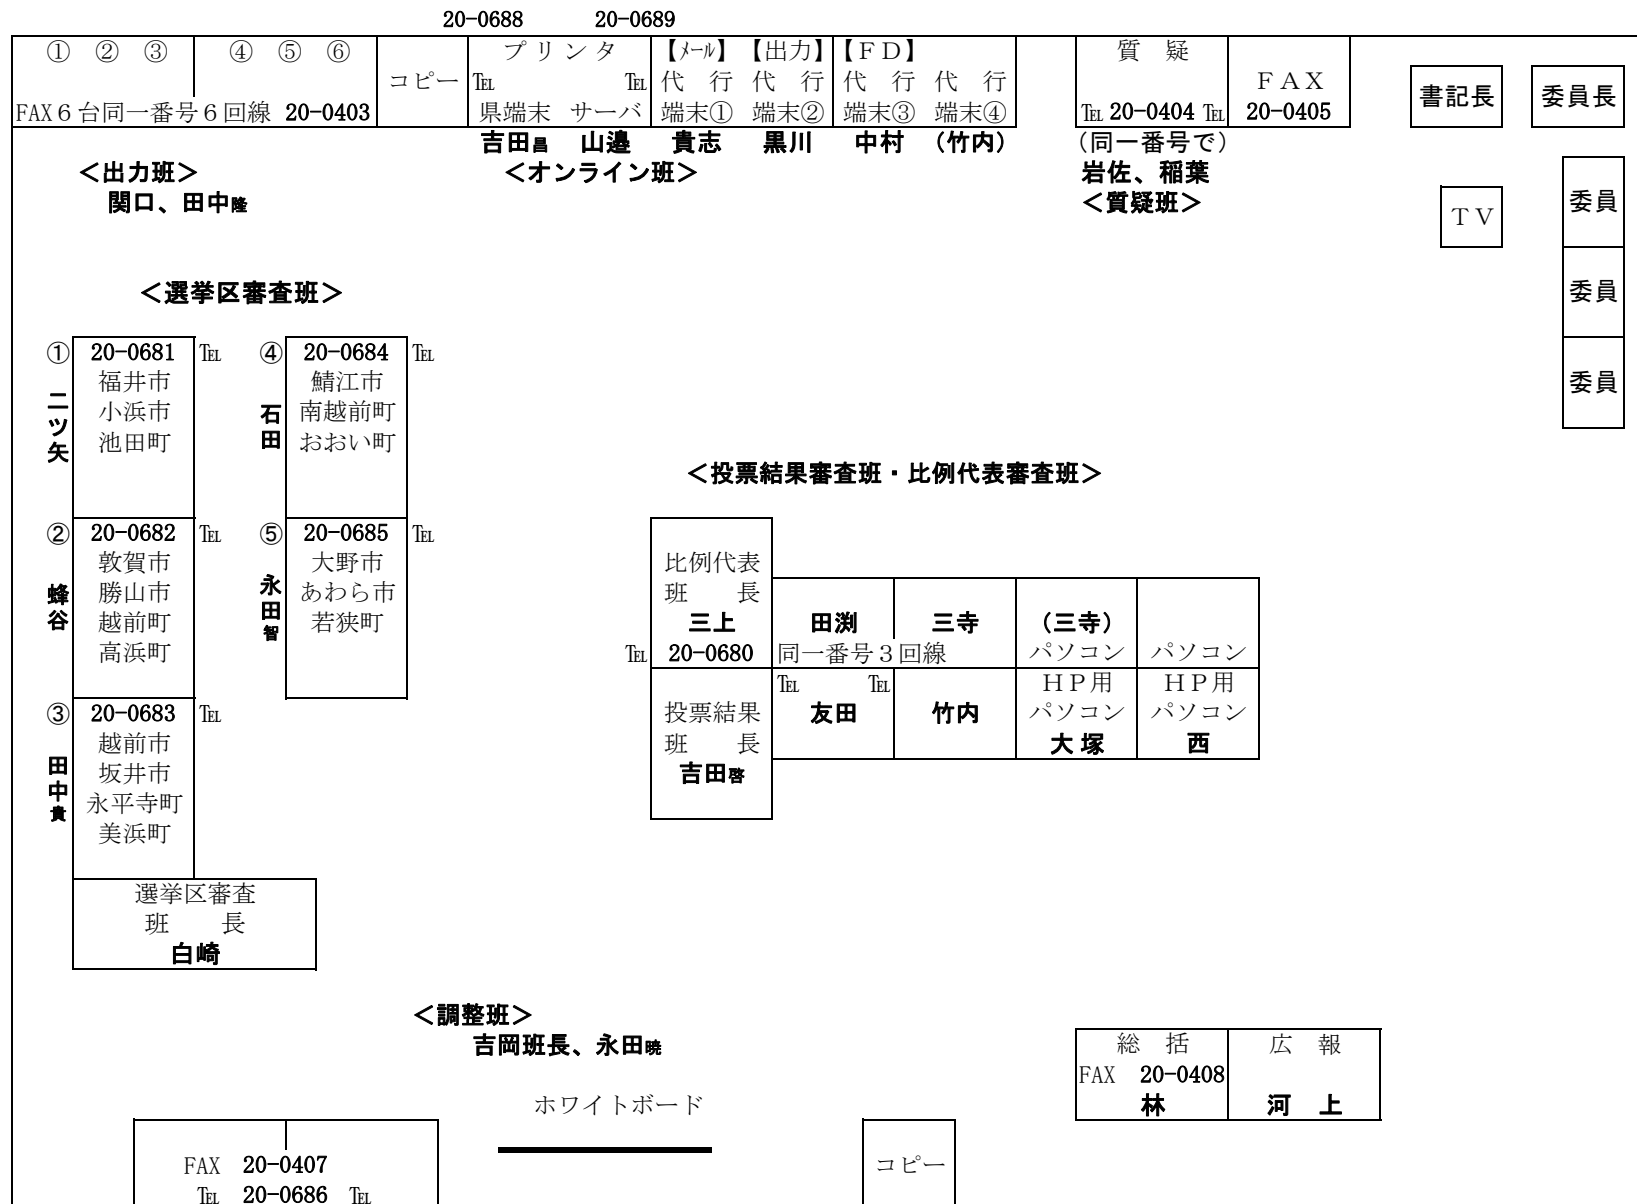 20-0688 20-0689
① ② ③ ④ ⑤ ⑥ プリンタ 【ﾒｰﾙ】 【出力】 【ＦＤ】 質 疑
コピー ℡ ℡ 代 行 代 行 代 行 代 行 ＦＡＸ
FAX６台同一番号６回線 20-0403 県端末 サーバ 端末① 端末② 端末③ 端末④ ℡ 20-0404 ℡ 20-0405
書記長 委員長
吉田昌 山邉 貴志 黒川 中村 (竹内) (同一番号で)
＜出力班＞ ＜オンライン班＞ 岩佐、稲葉
関口、田中隆 ＜質疑班＞
ＴＶ
委員
委員
委員
＜選挙区審査班＞
① 20-0681 ℡
福井市
小浜市
池田町
二ツ矢
④ 20-0684 ℡
鯖江市
南越前町
おおい町
石田
② 20-0682 ℡
敦賀市
勝山市
越前町
高浜町
蜂谷
⑤ 20-0685 ℡
大野市
あわら市
若狭町
永田智
③ 20-0683 ℡
越前市
坂井市
永平寺町
美浜町
田中貴
選挙区審査
班 長
白崎
＜投票結果審査班・比例代表審査班＞
比例代表
班 長
三上 田渕 三寺 (三寺)
℡ 20-0680 同一番号３回線 パソコン パソコン
℡ ℡ ＨＰ用 ＨＰ用
投票結果 友田 竹内 パソコン パソコン
班 長 大塚 西
吉田啓
＜調整班＞
吉岡班長、永田暁
総 括 広 報
FAX 20-0408
林 河 上
ホワイトボード
FAX 20-0407
℡ 20-0686 ℡
コピー